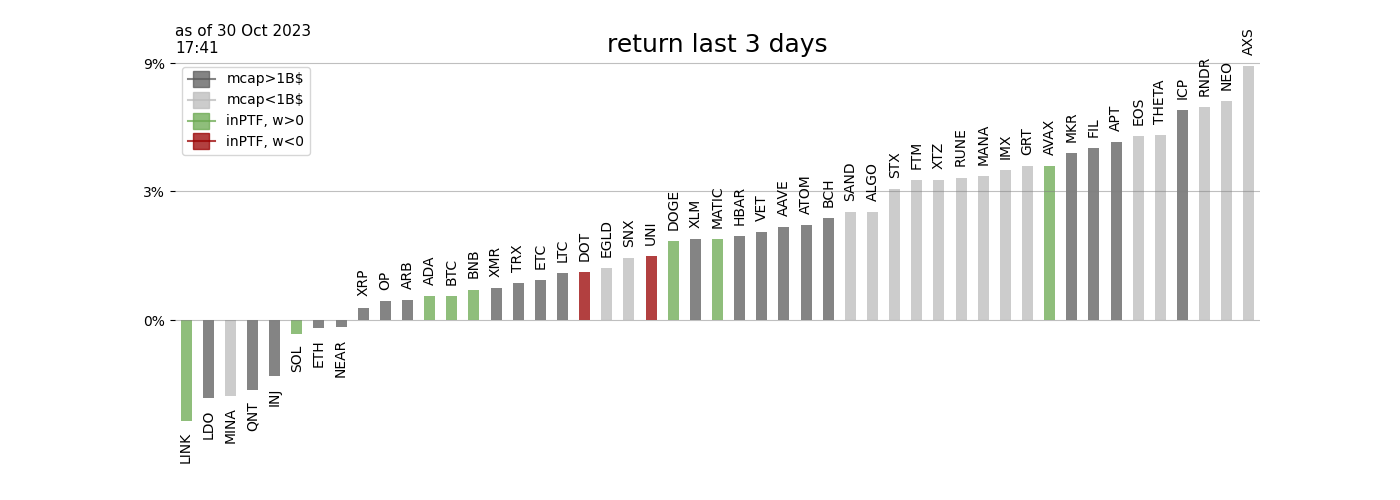 as of 30 Oct 2023
17:41
return last 3 days
9%
3%
0%
mcap>1B$
mcap<1B$
inPTF, w>0
inPTF, w<0
LINK
LDO
MINA
QNT
INJ
SOL
ETH
NEAR
XRP
OP
ARB
ADA
BTC
BNB
XMR
TRX
ETC
LTC
DOT
EGLD
SNX
UNI
DOGE
XLM
MATIC
HBAR
VET
AAVE
ATOM
BCH
SAND
ALGO
STX
FTM
XTZ
RUNE
MANA
IMX
GRT
AVAX
MKR
FIL
APT
EOS
THETA
ICP
RNDR
NEO
AXS